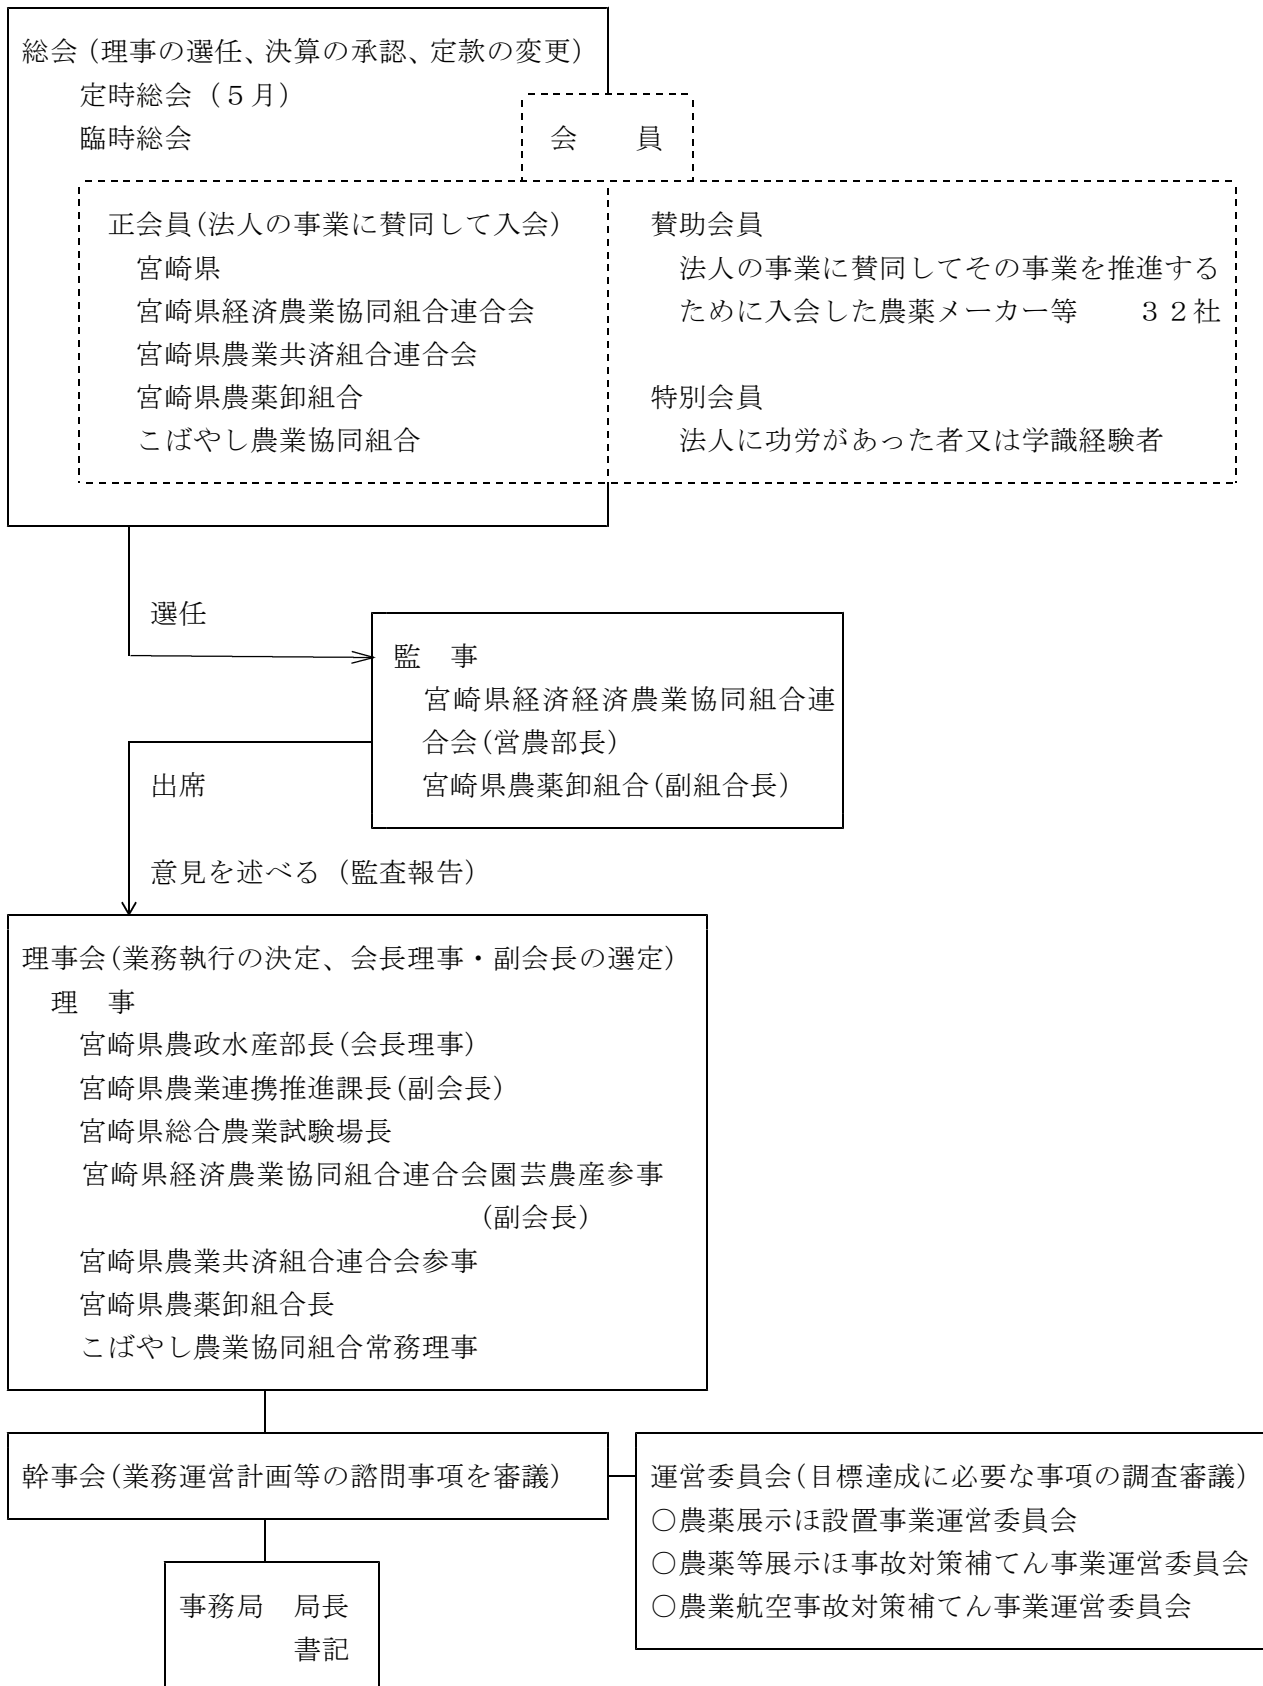 総会（理事の選任、決算の承認、定款の変更）
定時総会（５月）
臨時総会
会　　員
正会員(法人の事業に賛同して入会)
宮崎県
宮崎県経済農業協同組合連合会
宮崎県農業共済組合連合会
宮崎県農薬卸組合
こばやし農業協同組合
賛助会員
法人の事業に賛同してその事業を推進する
ために入会した農薬メーカー等　　３２社
特別会員
法人に功労があった者又は学識経験者
選任
監　事
宮崎県経済経済農業協同組合連
合会(営農部長)
宮崎県農薬卸組合(副組合長)
出席
意見を述べる（監査報告）
理事会(業務執行の決定、会長理事・副会長の選定)
理　事
宮崎県農政水産部長(会長理事)
宮崎県農業連携推進課長(副会長)
宮崎県総合農業試験場長
宮崎県経済農業協同組合連合会園芸農産参事
(副会長)
宮崎県農業共済組合連合会参事
宮崎県農薬卸組合長
こばやし農業協同組合常務理事
幹事会(業務運営計画等の諮問事項を審議)
運営委員会(目標達成に必要な事項の調査審議)
○農薬展示ほ設置事業運営委員会
○農薬等展示ほ事故対策補てん事業運営委員会
○農業航空事故対策補てん事業運営委員会
事務局　局長
書記